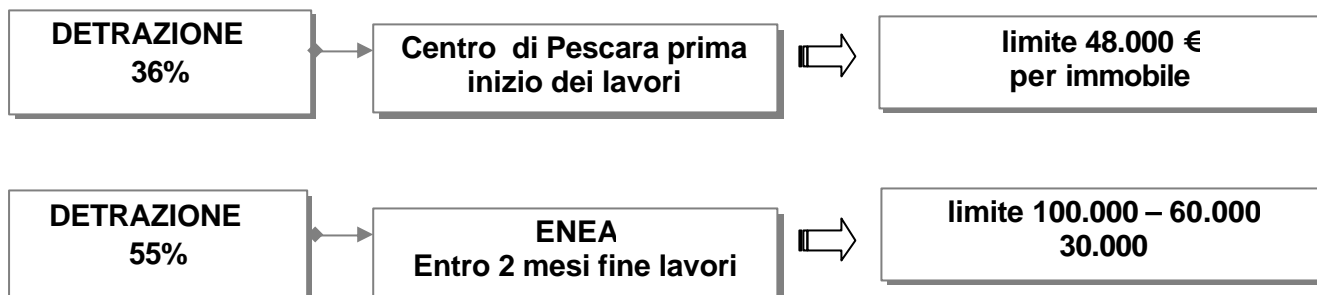 DETRAZIONE
36%
Centro di Pescara prima
inizio dei lavori
limite 48.000 €
per immobile
DETRAZIONE
55%
ENEA
Entro 2 mesi fine lavori
limite 100.000 – 60.000
30.000